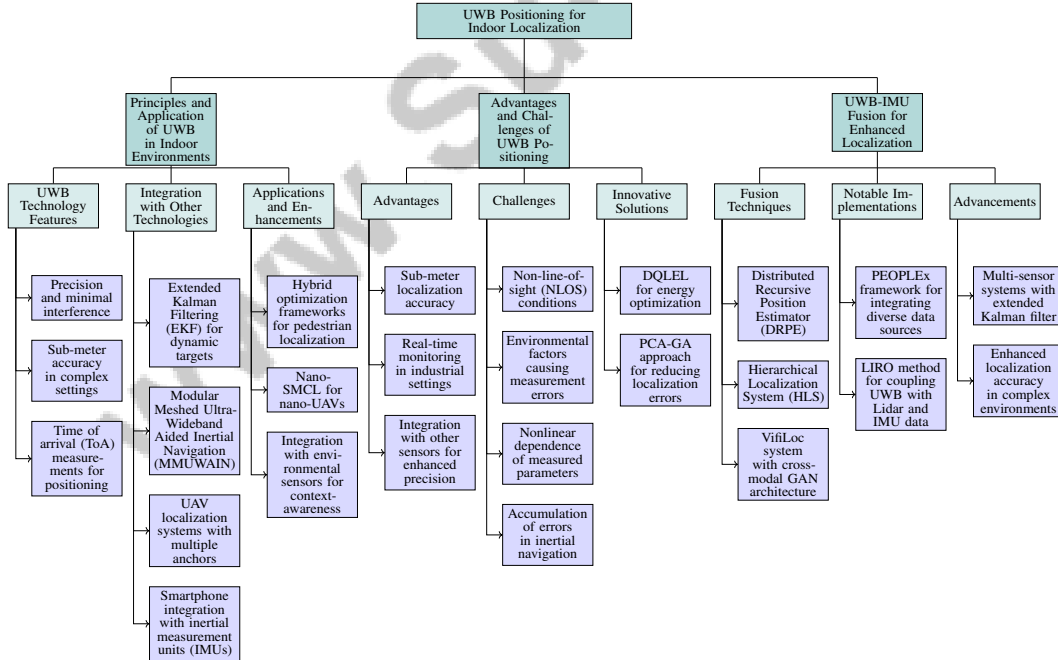 UWB Positioning for
Indoor Localization
Principles and
Application
of UWB
in Indoor
Environments
Advantages
and Chal-
lenges of
UWB Po-
sitioning
UWB-IMU
Fusion for
Enhanced
Localization
UWB
Technology
Features
Integration
with Other
Technologies
Applications
and En-
hancements
Advantages
Challenges
Innovative
Solutions
Fusion
Techniques
Notable Im-
plementations
Advancements
Precision
and minimal
interference
Sub-meter
accuracy
in complex
settings
Time of
arrival (ToA)
measure-
ments for
positioning
Extended
Kalman
Filtering
(EKF) for
dynamic
targets
Modular
Meshed Ultra-
Wideband
Aided Inertial
Navigation
(MMUWAIN)
UAV
localization
systems with
multiple
anchors
Smartphone
integration
with inertial
measurement
units (IMUs)
Hybrid
optimization
frameworks
for pedestrian
localization
Nano-
SMCL for
nano-UAVs
Integration
with envi-
ronmental
sensors for
context-
awareness
Sub-meter
localization
accuracy
Real-time
monitoring
in industrial
settings
Integration
with other
sensors for
enhanced
precision
Non-line-of-
sight (NLOS)
conditions
Environmental
factors
causing
measurement
errors
Nonlinear
dependence
of measured
parameters
Accumulation
of errors
in inertial
navigation
DQLEL
for energy
optimization
PCA-GA
approach
for reducing
localization
errors
Distributed
Recursive
Position
Estimator
(DRPE)
Hierarchical
Localization
System (HLS)
VifiLoc
system
with cross-
modal GAN
architecture
PEOPLEx
framework for
integrating
diverse data
sources
LIRO method
for coupling
UWB with
Lidar and
IMU data
Multi-sensor
systems with
extended
Kalman filter
Enhanced
localization
accuracy
in complex
environments
www.su